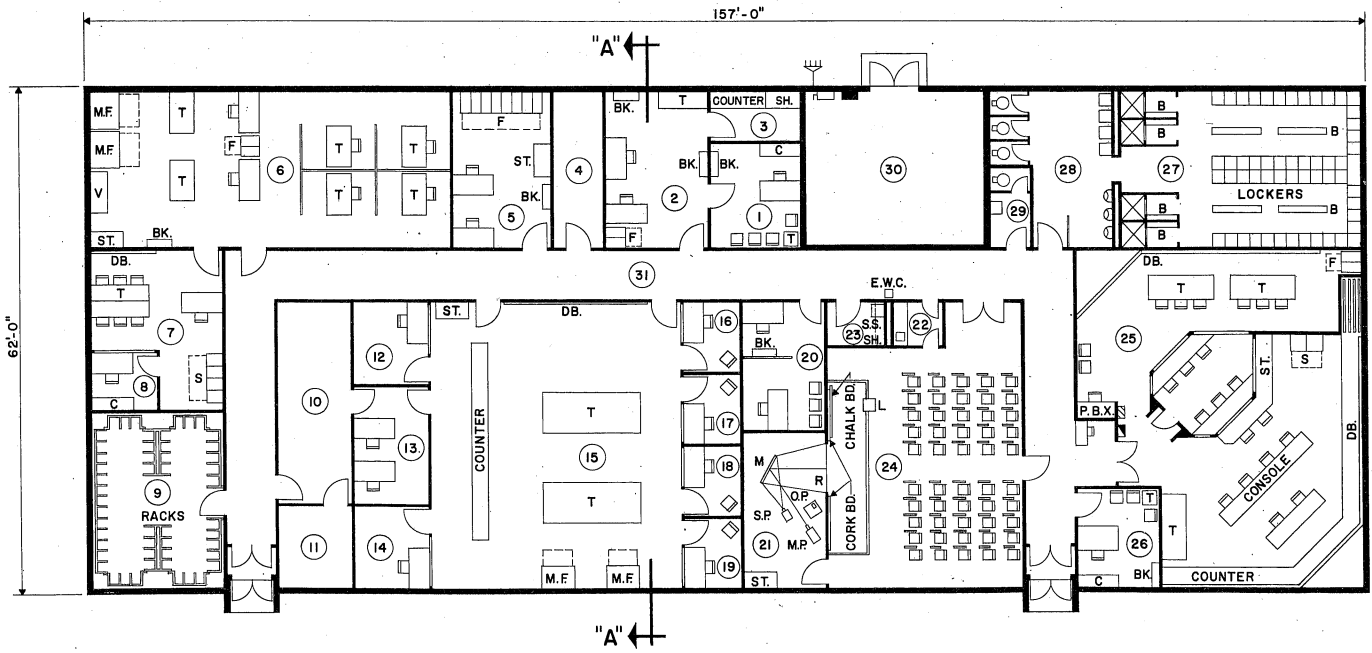 157'-0"
"A"
62'-0"
M.F.
T
BK.
T
COUNTER
SH.
B
F
3
M.F.
F
T
T
ST.
BK.
BK.
C
B
6
4
30
28
27
V
T
T
T
BK.
2
1
LOCKERS
5
29
B
B
ST.
BK.
F
T
B
DB.
31
F
T
E.W.C.
T
T
7
ST.
DB.
16
S.S.
22
12
23
SH.
25
20
BK.
8
S
ST.
S
C
10
T
17
P.B.X.
CHALK BD.
L
DB.
13.
COUNTER
15
18
M
24
9
R
CONSOLE
RACKS
T
O.P.
T
S.P.
CORK BD.
11
14
19
21
M.P.
26
T
M.F.
M.F.
ST.
C
BK.
COUNTER
"A"